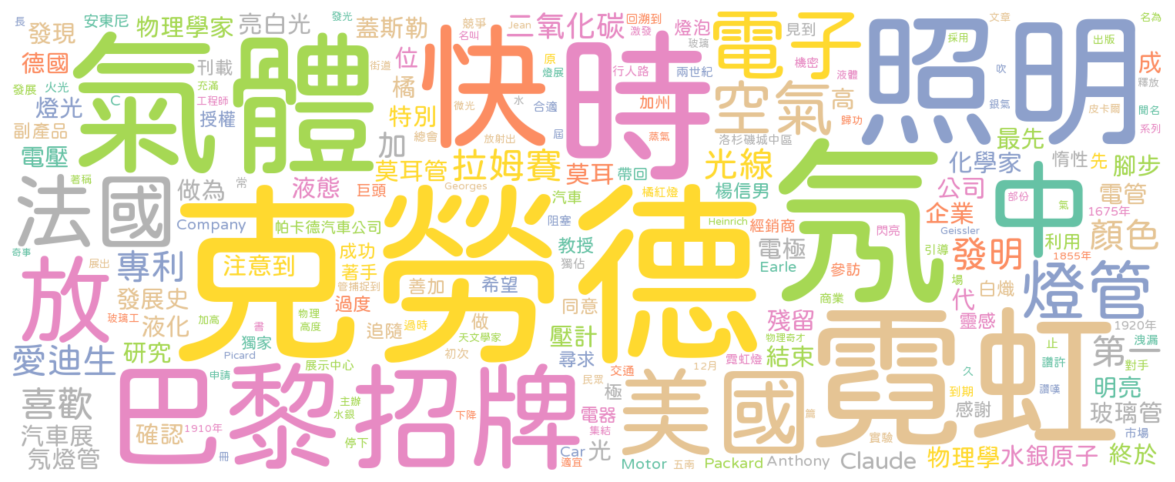 長 安東尼 物理學家 亮白光 發光 蓋斯勒 競爭 名叫 Jean 二氧化碳 回溯到 激發 燈泡 玻璃 電子 見到 文章 採用 出版 名為
發現 德國 氣體 刊載 街道 位 快 時 原 燈展 行人路 兩世紀 機密 液體 照明 吹 銀氣 成 釋放
發展 火光 充滿 橘 微光 水 合適 加州 空氣 高 歸功 皮卡爾 聞名
燈光 C 工程師 授權 特別 總會 放射出 屆 蒸氣 洛杉磯城中區 最先 系列
副產品 電壓 加 莫耳管 拉姆賽 莫耳 帶回 光線 化學家 惰性 先 腳步
著稱 法國 做為 常 液態 巨頭 Georges 汽車 橘紅燈 楊信男 氖 公司 中 部份 氣 電管
Company 帕卡德汽車公司 克勞德 阻塞 Heinrich 經銷商 閃亮 企業 1675年 Geissler 顏色
奇事 展出 專利 注意到 成功 教授 電極 引導 發明 利用 1855年
放 著手 管捕捉到 善加 希望 獨佔 Earle 參訪 場 白熾 燈管
發展史 過度 同意 商業 代
玻璃工 液化 加高 書 物理 高度 追隨 過時 做 壓計 殘留 物理奇才 靈感 1920年 洩漏
愛迪生 研究 獨家 天文學家 尋求 霓虹燈 結束 霓虹 止 讚許 第一 對手
Picard 展示中心 初次 交通 12月 久
喜歡 巴黎招牌 申請 主辦 民眾 極 美國 到期 讚嘆 明亮
汽車展 確認 1910年 水銀 下降 集結 電器 篇 感謝 玻璃管
氖燈管 冊 停下 Car 適宜 光 實驗 市場
Motor 五南 Packard Anthony Claude 物理學 水銀原子 終於